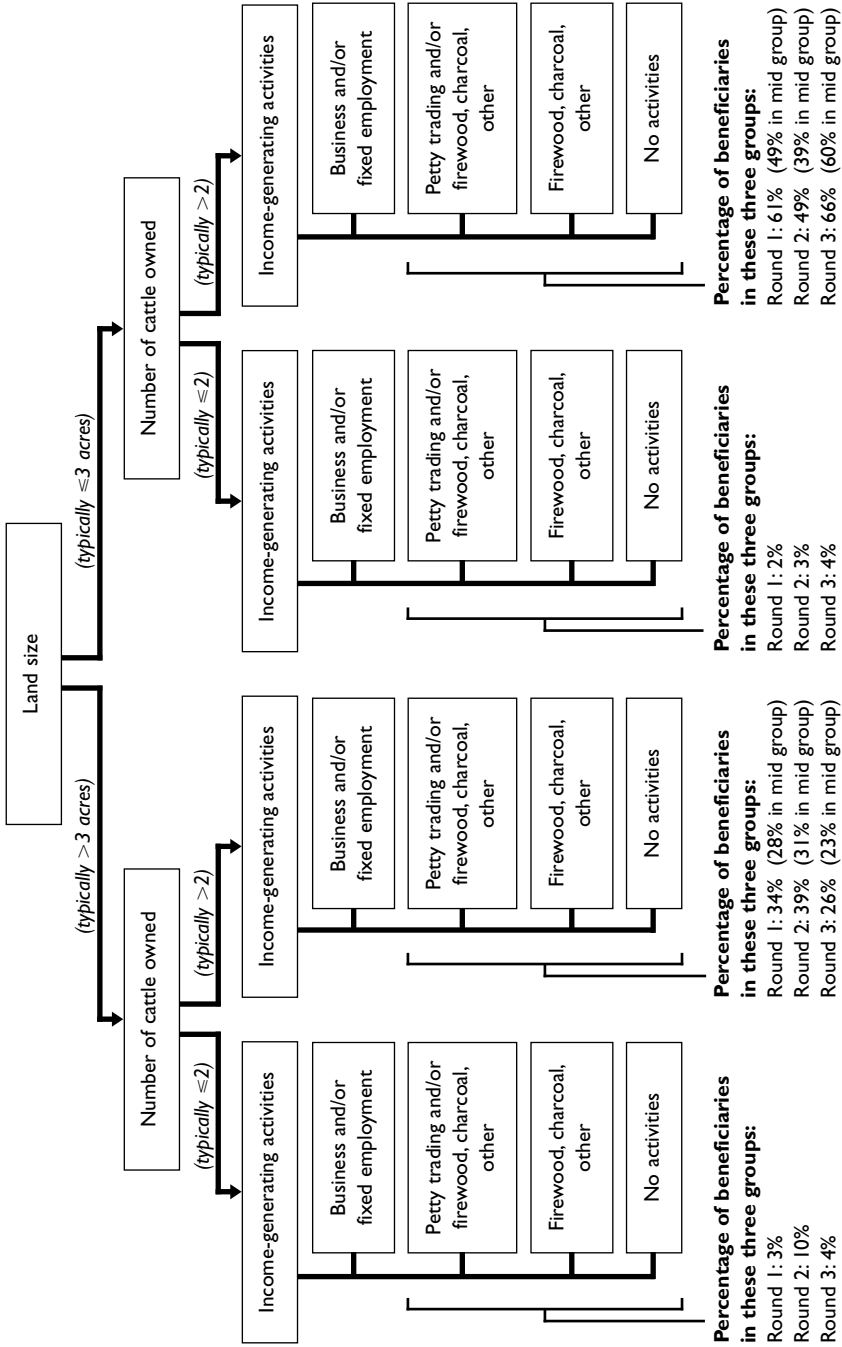 Land size
(typically >3 acres)
(typically ≤3 acres)
Number of cattle owned
Number of cattle owned
(typically ≤2)
(typically >2)
(typically ≤2)
(typically >2)
Income-generating activities
Business and/or
fixed employment
Petty trading and/or
firewood, charcoal,
other
Firewood, charcoal,
other
No activities
Percentage of beneficiaries
in these three groups:
Round 1: 3%
Round 2: 10%
Round 3: 4%
Income-generating activities
Business and/or
fixed employment
Petty trading and/or
firewood, charcoal,
other
Firewood, charcoal,
other
No activities
Percentage of beneficiaries
in these three groups:
Round 1: 34% (28% in mid group)
Round 2: 39% (31% in mid group)
Round 3: 26% (23% in mid group)
Income-generating activities
Business and/or
fixed employment
Petty trading and/or
firewood, charcoal,
other
Firewood, charcoal,
other
No activities
Percentage of beneficiaries
in these three groups:
Round 1: 2%
Round 2: 3%
Round 3: 4%
Income-generating activities
Business and/or
fixed employment
Petty trading and/or
firewood, charcoal,
other
Firewood, charcoal,
other
No activities
Percentage of beneficiaries
in these three groups:
Round 1: 61% (49% in mid group)
Round 2: 49% (39% in mid group)
Round 3: 66% (60% in mid group)